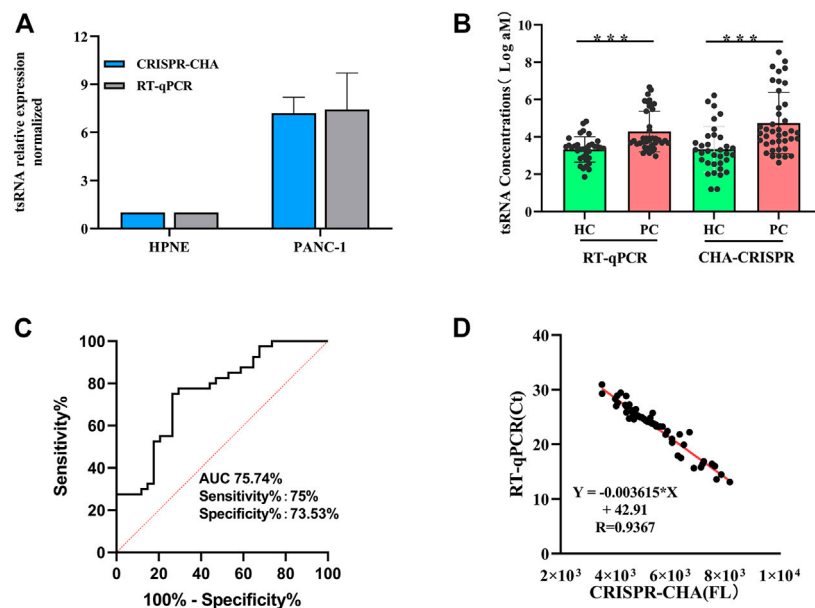 A
tsRNA relative expression
normalized
12
9
6
3
0
CRISPR-CHA
RT-qPCR
HPNE
PANC-1
B
tsRNA Concentrations( Log aM)
10
8
6
4
2
0
***
***
HC
PC
HC
PC
RT-qPCR
CHA-CRISPR
C
Sensitivity%
100
80
60
40
20
0
AUC 75.74%
Sensitivity%:75%
Specificity%:73.53%
0
20
40
60
80
100
100% - Specificity%
D
RT-qPCR(Ct)
40
30
20
10
0
Y = -0.003615*X
+ 42.91
R=0.9367
2×10³
4×10³
6×10³
8×10³
1×10⁴
CRISPR-CHA(FL)